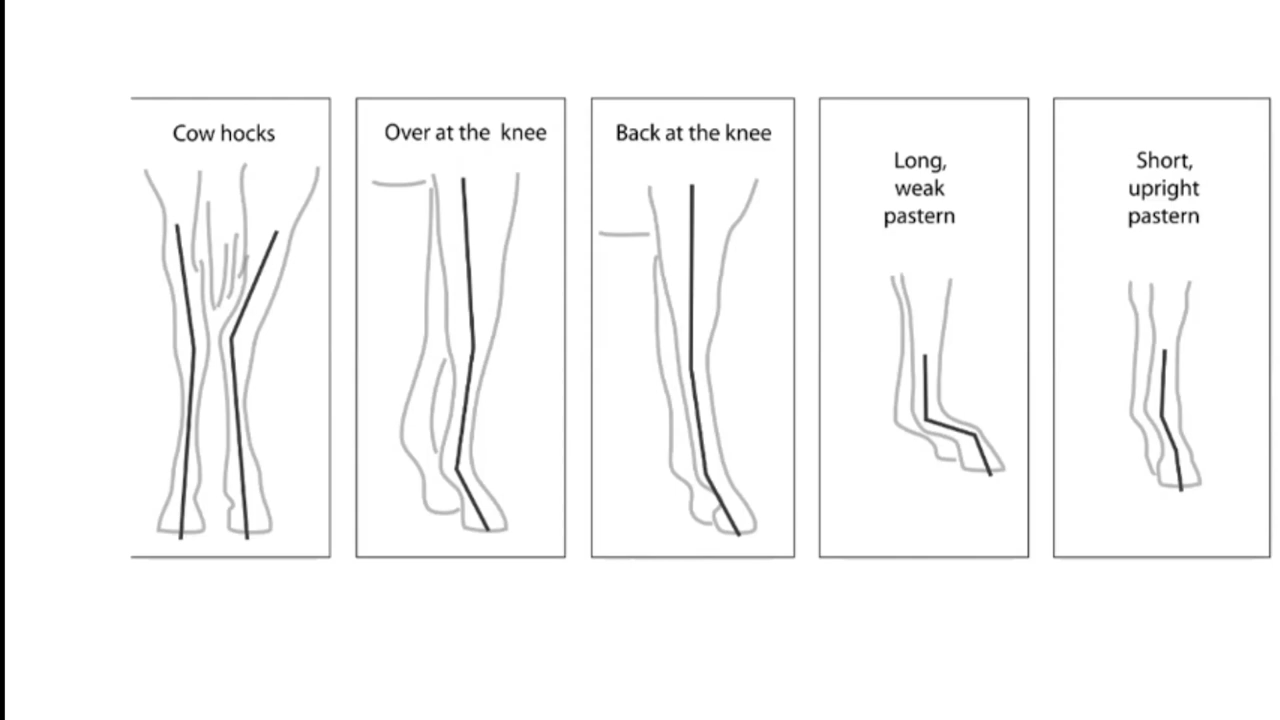 Cow hocks
Over at the knee
Back at the knee
Long,
weak
pastern
Short,
upright
pastern